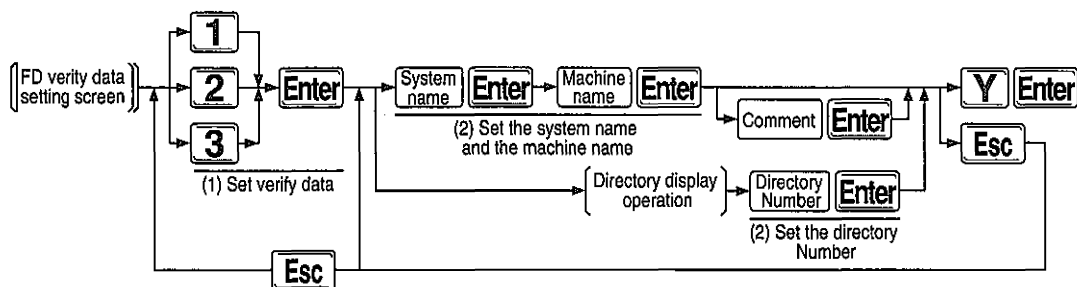 FD verity data
setting screen
1
2
3
Enter
(1) Set verify data
System
name
Enter
Machine
name
Enter
(2) Set the system name
and the machine name
Comment
Enter
Directory display
operation
Directory
Number
Enter
(2) Set the directory
Number
Y
Enter
Esc
Esc